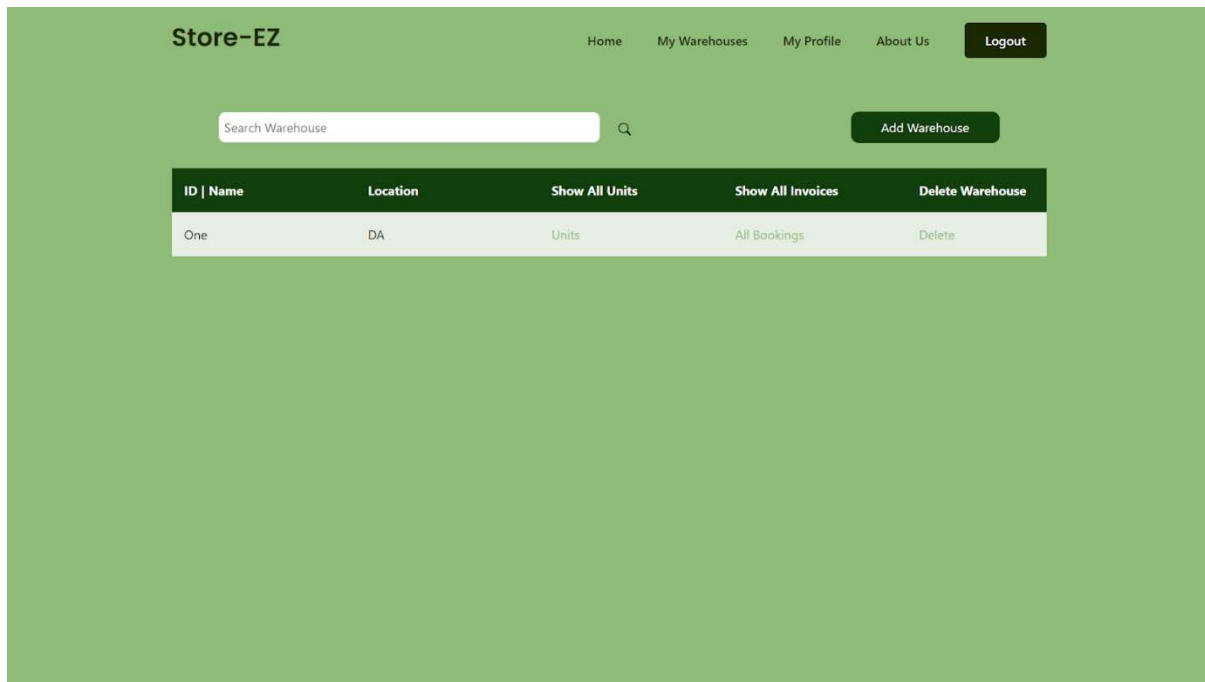 Store-EZ
Home My Warehouses My Profile About Us Logout
Search Warehouse Add Warehouse
ID | Name Location Show All Units Show All Invoices Delete Warehouse
One DA Units All Bookings Delete